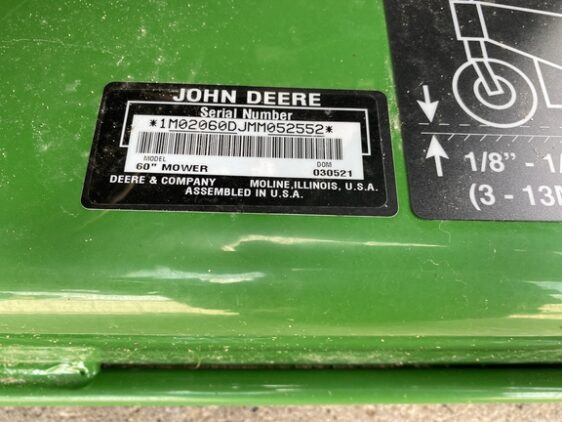 JOHN DEERE
Serial Number
*1M02060DJMM052552*
MODEL DOM
60" MOWER 030521
DEERE & COMPANY MOLINE, ILLINOIS, U.S.A.
ASSEMBLED IN U.S.A.
1/8" - 1/
(3 - 13M